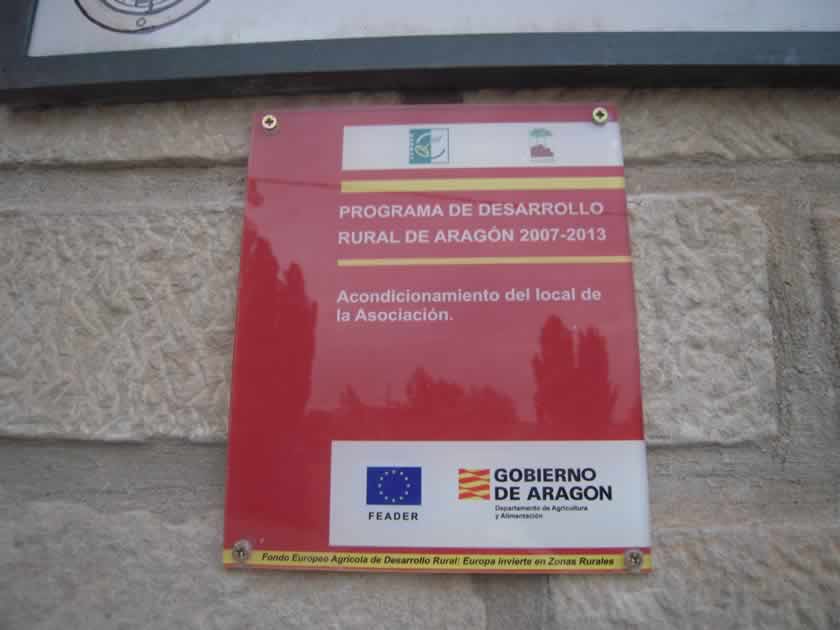 PROGRAMA DE DESARROLLO
RURAL DE ARAGÓN 2007-2013
Acondicionamiento del local de
la Asociación.
FEADER
GOBIERNO
DE ARAGON
Departamento de Agricultura
y Alimentación
Fondo Europeo Agrícola de Desarrollo Rural: Europa invierte en Zonas Rurales